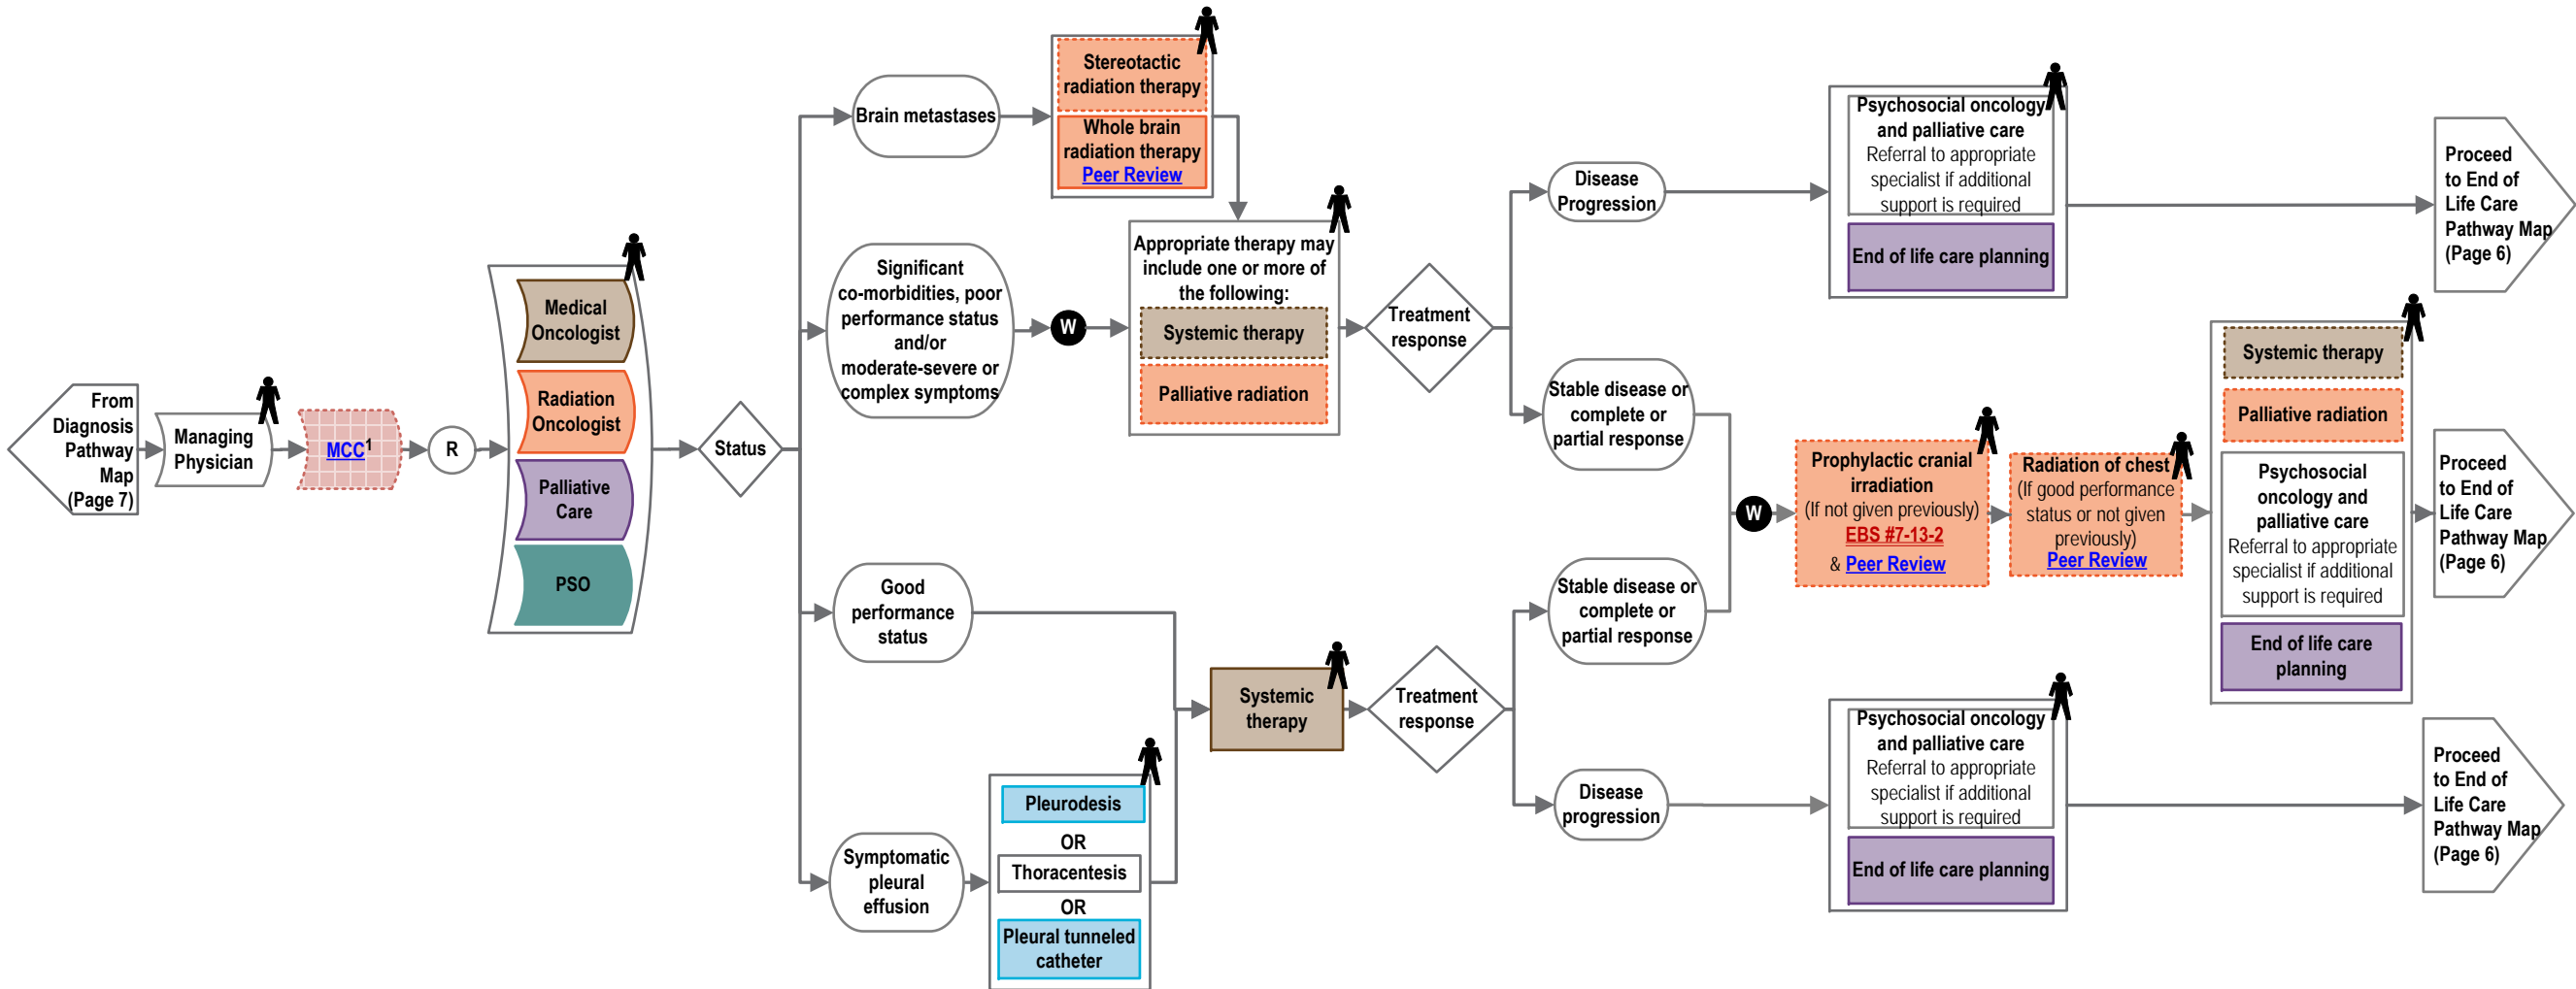 From
Diagnosis
Pathway
Map
(Page 7)
Managing
Physician
MCC1
R
Medical
Oncologist
Radiation
Oncologist
Palliative
Care
PSO
Status
Brain metastases
Stereotactic
radiation therapy
Whole brain
radiation therapy
Peer Review
Significant
co-morbidities, poor
performance status
and/or
moderate-severe or
complex symptoms
W
Appropriate therapy may
include one or more of
the following:
Systemic therapy
Palliative radiation
Treatment
response
Disease
Progression
Psychosocial oncology
and palliative care
Referral to appropriate
specialist if additional
support is required
End of life care planning
Proceed
to End of
Life Care
Pathway Map
(Page 6)
Stable disease or
complete or
partial response
Good
performance
status
Symptomatic
pleural
effusion
Pleurodesis
OR
Thoracentesis
OR
Pleural tunneled
catheter
Systemic
therapy
Treatment
response
Stable disease or
complete or
partial response
W
Prophylactic cranial
irradiation
(If not given previously)
EBS #7-13-2
& Peer Review
Radiation of chest
(If good performance
status or not given
previously)
Peer Review
Systemic therapy
Palliative radiation
Psychosocial
oncology and
palliative care
Referral to appropriate
specialist if additional
support is required
End of life care
planning
Proceed
to End of
Life Care
Pathway Map
(Page 6)
Disease
progression
Psychosocial oncology
and palliative care
Referral to appropriate
specialist if additional
support is required
End of life care planning
Proceed
to End of
Life Care
Pathway Map
(Page 6)